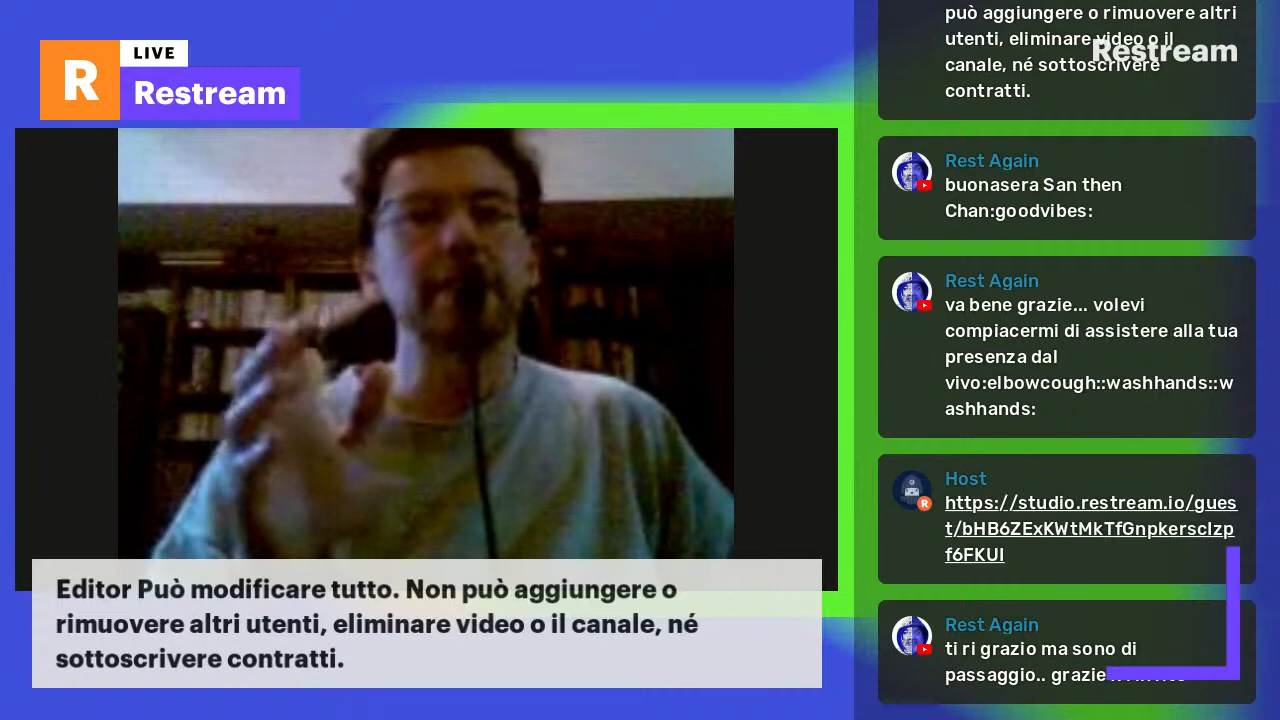 R
LIVE
Restream
Editor Può modificare tutto. Non può aggiungere o
rimuovere altri utenti, eliminare video o il canale, né
sottoscrivere contratti.
può aggiungere o rimuovere altri
utenti, eliminare video o il
Restream
canale, né sottoscrivere
contratti.
Rest Again
buonasera San then
Chan:goodvibes:
Rest Again
va bene grazie... volevi
compiacermi di assistere alla tua
presenza dal
vivo:elbowcough::washhands::w
ashhands:
Host
R
https://studio.restream.io/gues
t/bHB6ZExKWtMkTfGnpkersclzp
f6FKUI
Rest Again
ti ri grazio ma sono di
passaggio.. grazie